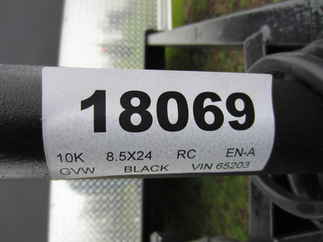 18069
10K 8.5X24 RC EN-A
GVW BLACK VIN 65203